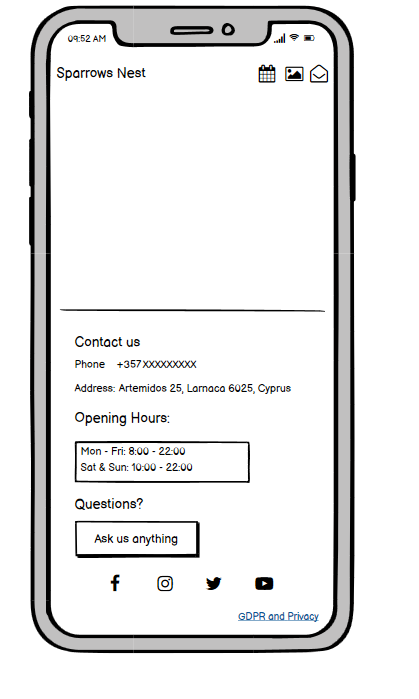 09:52 AM
Sparrows Nest
Contact us
Phone +357XXXXXXXXX
Address: Artemidos 25, Larnaca 6025, Cyprus
Opening Hours:
Mon - Fri: 8:00 - 22:00
Sat & Sun: 10:00 - 22:00
Questions?
Ask us anything
GDPR and Privacy